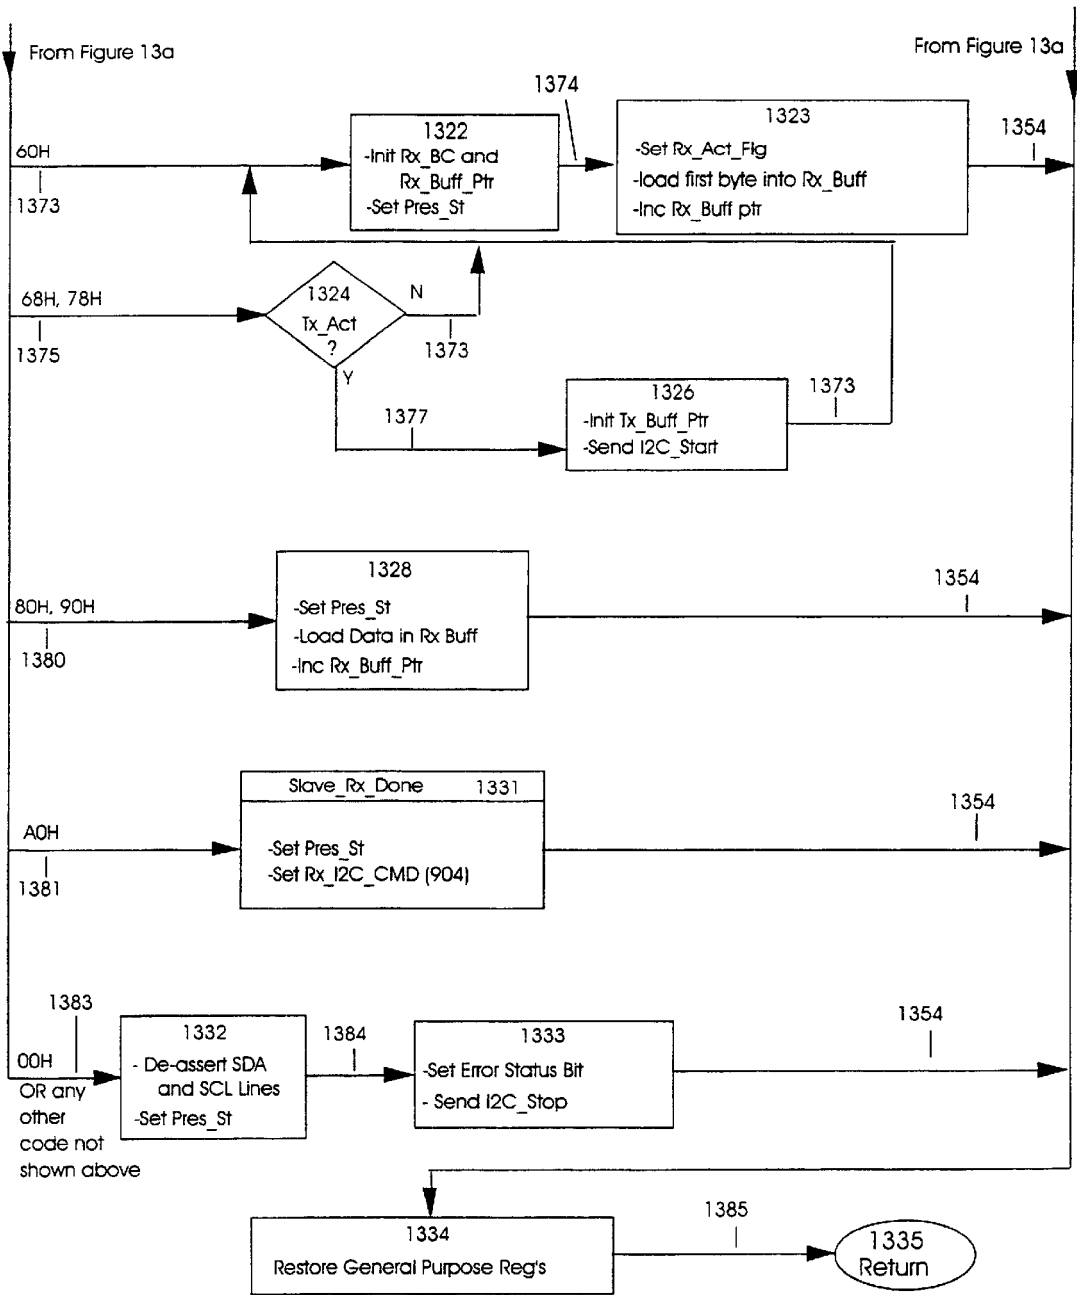 From Figure 13a
From Figure 13a
60H
1373
1322
-Init Rx_BC and
Rx_Buff_Ptr
-Set Pres_St
1374
1323
-Set Rx_Act_Flg
-load first byte into Rx_Buff
-Inc Rx_Buff ptr
1354
68H, 78H
1375
1324
Tx_Act
?
N
1373
Y
1377
1326
-Init Tx_Buff_Ptr
-Send I2C_Start
1373
80H, 90H
1380
1328
-Set Pres_St
-Load Data in Rx Buff
-Inc Rx_Buff_Ptr
1354
A0H
1381
Slave_Rx_Done 1331
-Set Pres_St
-Set Rx_I2C_CMD (904)
1354
1383
00H
OR any
other
code not
shown above
1332
- De-assert SDA
and SCL Lines
-Set Pres_St
1384
1333
-Set Error Status Bit
- Send I2C_Stop
1354
1334
Restore General Purpose Reg's
1385
1335
Return